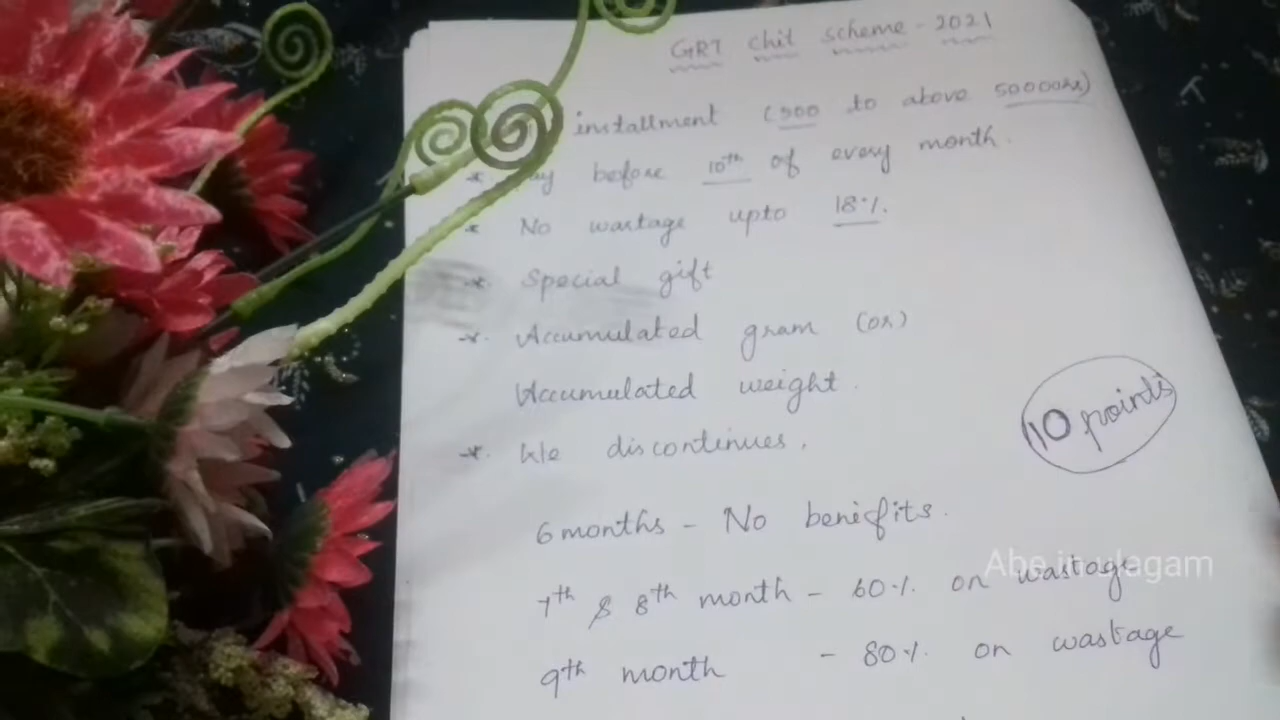 GRT chit scheme - 2021
installment (500 to above 50000rs)
* before 10th of every month.
* No wastage upto 18%.
* Special gift
* Accumulated gram (or)
Accumulated weight.
10 points
* We discontinues.
6 months - No benifits.
7th & 8th month - 60% on wastage
9th month - 80% on wastage